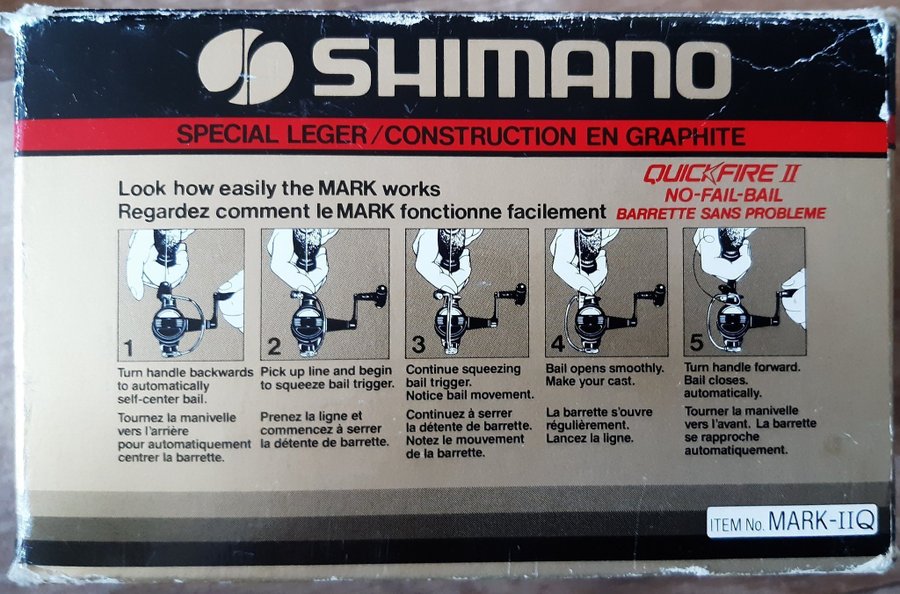 SHIMANO
SPECIAL LEGER/CONSTRUCTION EN GRAPHITE
QUICKFIRE II
NO-FAIL-BAIL
BARRETTE SANS PROBLEME
Look how easily the MARK works
Regardez comment le MARK fonctionne facilement
1
Turn handle backwards
to automatically
self-center bail.
Tournez la manivelle
vers l'arrière
pour automatiquement
centrer la barrette.
2
Pick up line and begin
to squeeze bail trigger.
Prenez la ligne et
commencez à serrer
la détente de barrette.
3
Continue squeezing
bail trigger.
Notice bail movement.
Continuez à serrer
la détente de barrette.
Notez le mouvement
de la barrette.
4
Bail opens smoothly.
Make your cast.
La barrette s'ouvre
régulièrement.
Lancez la ligne.
5
Turn handle forward.
Bail closes.
automatically.
Tourner la manivelle
vers l'avant. La barrette
se rapproche
automatiquement.
ITEM No. MARK-IIQ